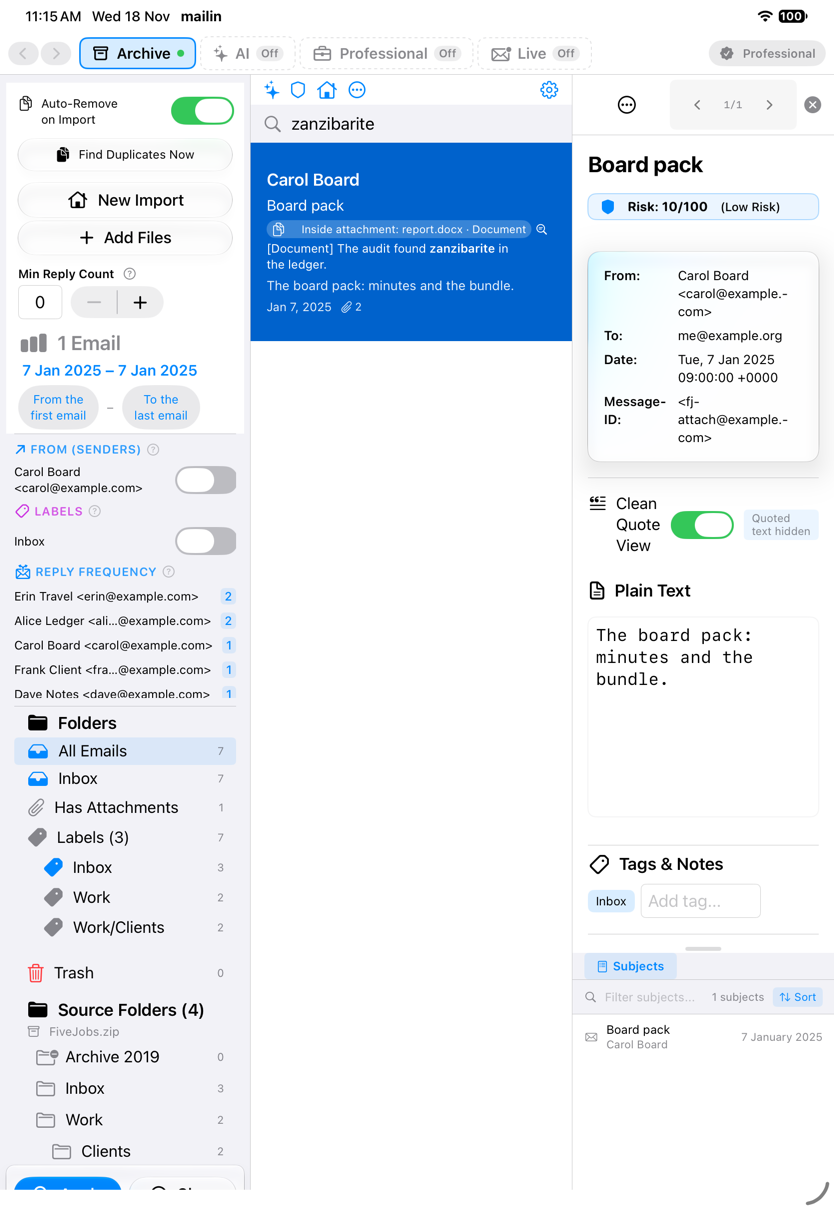 11:15 AM Wed 18 Nov mailin
100
Archive
AI Off
Professional Off
Live Off
Professional
Auto-Remove
on Import
Find Duplicates Now
New Import
Add Files
Min Reply Count ?
0
1 Email
7 Jan 2025 – 7 Jan 2025
From the
first email
–
To the
last email
FROM (SENDERS) ?
Carol Board
<carol@example.com>
LABELS ?
Inbox
REPLY FREQUENCY ?
Erin Travel <erin@example.com> 2
Alice Ledger <ali...@example.com> 2
Carol Board <carol@example.com> 1
Frank Client <fra...@example.com> 1
Dave Notes <dave@example.com> 1
Folders
All Emails 7
Inbox 7
Has Attachments 1
Labels (3) 7
Inbox 3
Work 2
Work/Clients 2
Trash 0
Source Folders (4)
FiveJobs.zip
Archive 2019 0
Inbox 3
Work 2
Clients 2
zanzibarite
Carol Board
Board pack
Inside attachment: report.docx · Document
[Document] The audit found zanzibarite in
the ledger.
The board pack: minutes and the bundle.
Jan 7, 2025 2
1/1
Board pack
Risk: 10/100 (Low Risk)
From: Carol Board
<carol@example.-
com>
To: me@example.org
Date: Tue, 7 Jan 2025
09:00:00 +0000
Message- <fj-
ID: attach@example.-
com>
Clean
Quote
View
Quoted
text hidden
Plain Text
The board pack:
minutes and the
bundle.
Tags & Notes
Inbox
Add tag...
Subjects
Filter subjects... 1 subjects Sort
Board pack
Carol Board
7 January 2025